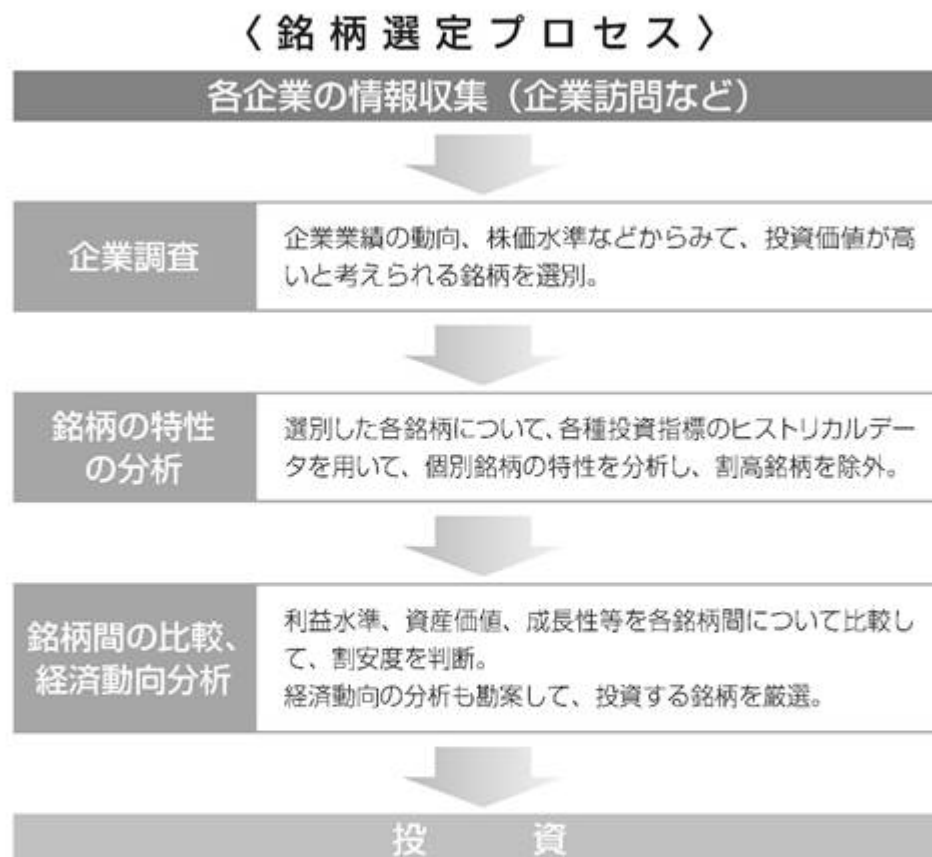 〈銘柄選定プロセス〉
各企業の情報収集（企業訪問など）
企業調査
企業業績の動向、株価水準などからみて、投資価値が高
いと考えられる銘柄を選別。
銘柄の特性
の分析
選別した各銘柄について、各種投資指標のヒストリカルデー
タを用いて、個別銘柄の特性を分析し、割高銘柄を除外。
銘柄間の比較、
経済動向分析
利益水準、資産価値、成長性等を各銘柄間について比較し
て、割安度を判断。
経済動向の分析も勘案して、投資する銘柄を厳選。
投資